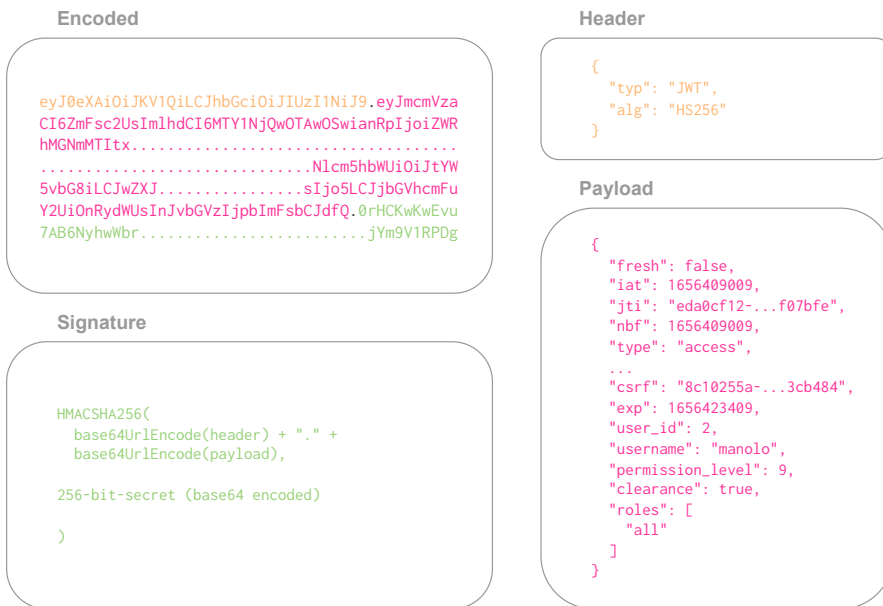 Encoded
eyJ0eXAiOiJKV1QiLCJhbGciOiJIUzI1NiJ9.eyJmcmVza
CI6ZmFsc2UsImlhdCI6MTY1NjQwOTAwOSwianRpIjoiZWR
hMGNmMTItx....................................
..............................Nlcm5hbWUiOiJtYW
5vbG8iLCJwZXJ................sIjo5LCJjbGVhcmFu
Y2UiOnRydWUsInJvbGVzIjpbImFsbCJdfQ.0rHCKwKwEvu
7AB6NyhwWbr.........................jYm9V1RPDg
Signature
HMACSHA256(
base64UrlEncode(header) + "." +
base64UrlEncode(payload),
256-bit-secret (base64 encoded)
)
Header
{
"typ": "JWT",
"alg": "HS256"
}
Payload
{
"fresh": false,
"iat": 1656409009,
"jti": "eda0cf12-...f07bfe",
"nbf": 1656409009,
"type": "access",
...
"csrf": "8c10255a-...3cb484",
"exp": 1656423409,
"user_id": 2,
"username": "manolo",
"permission_level": 9,
"clearance": true,
"roles": [
"all"
]
}